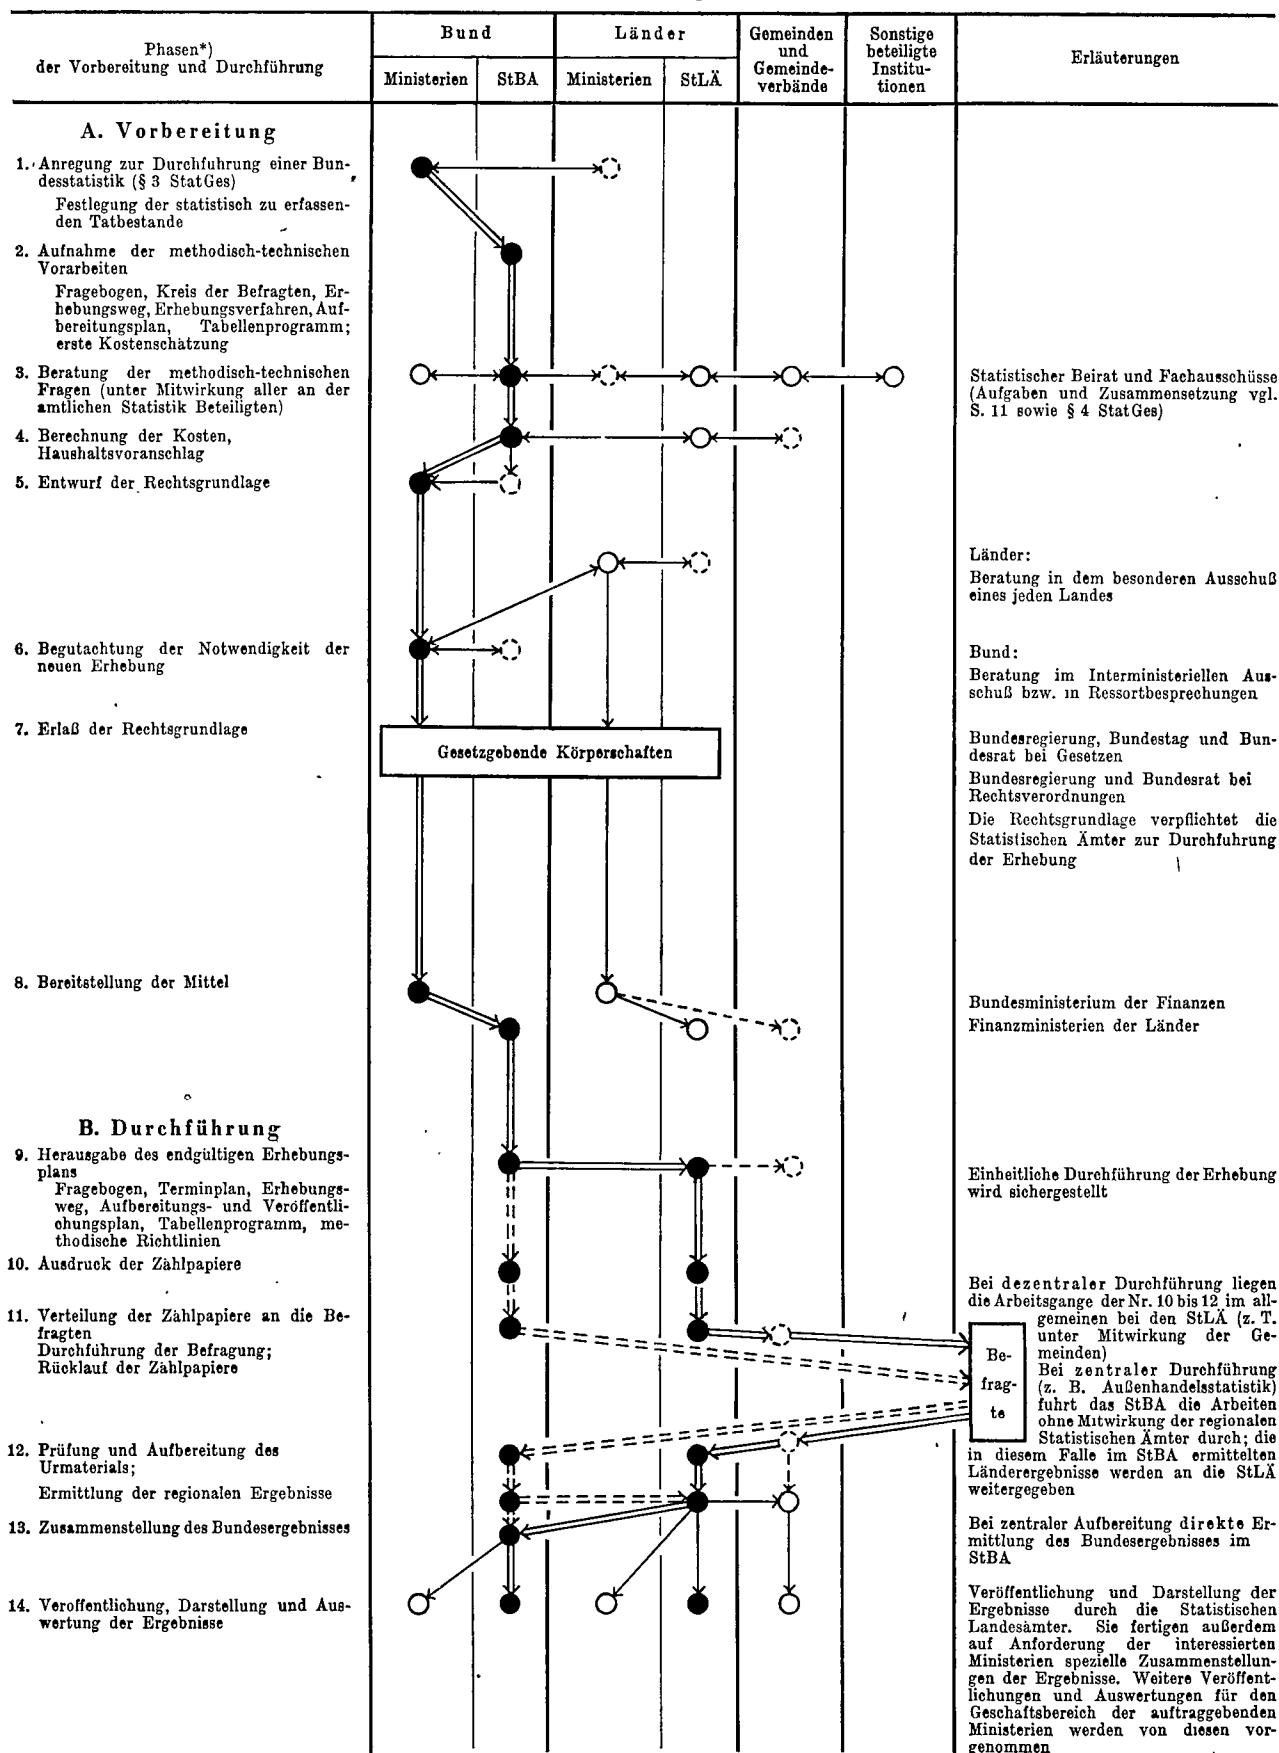 Phasen*)
der Vorbereitung und Durchführung
Bund
Länder
Ministerien
StBA
Ministerien
StLÄ
Gemeinden
und
Gemeinde-
verbände
Sonstige
beteiligte
Institu-
tionen
Erläuterungen
A. Vorbereitung
1. Anregung zur Durchfuhrung einer Bun-
desstatistik (§ 3 StatGes)
Festlegung der statistisch zu erfassen-
den Tatbestande
2. Aufnahme der methodisch-technischen
Vorarbeiten
Fragebogen, Kreis der Befragten, Er-
hebungsweg, Erhebungsverfahren, Auf-
bereitungsplan, Tabellenprogramm;
erste Kostenschätzung
3. Beratung der methodisch-technischen
Fragen (unter Mitwirkung aller an der
amtlichen Statistik Beteiligten)
Statistischer Beirat und Fachausschüsse
(Aufgaben und Zusammensetzung vgl.
S. 11 sowie § 4 StatGes)
4. Berechnung der Kosten,
Haushaltsvoranschlag
5. Entwurf der Rechtsgrundlage
Länder:
Beratung in dem besonderen Ausschuß
eines jeden Landes
6. Begutachtung der Notwendigkeit der
neuen Erhebung
Bund:
Beratung im Interministeriellen Aus-
schuß bzw. in Ressortbesprechungen
7. Erlaß der Rechtsgrundlage
Gesetzgebende Körperschaften
Bundesregierung, Bundestag und Bun-
desrat bei Gesetzen
Bundesregierung und Bundesrat bei
Rechtsverordnungen
Die Rechtsgrundlage verpflichtet die
Statistischen Ämter zur Durchfuhrung
der Erhebung
8. Bereitstellung der Mittel
Bundesministerium der Finanzen
Finanzministerien der Länder
B. Durchführung
9. Herausgabe des endgültigen Erhebungs-
plans
Fragebogen, Terminplan, Erhebungs-
weg, Aufbereitungs- und Veröffentli-
chungsplan, Tabellenprogramm, me-
thodische Richtlinien
Einheitliche Durchführung der Erhebung
wird sichergestellt
10. Ausdruck der Zählpapiere
11. Verteilung der Zählpapiere an die Be-
fragten
Durchführung der Befragung;
Rücklauf der Zählpapiere
Be-
frag-
te
Bei dezentraler Durchführung liegen
die Arbeitsgange der Nr. 10 bis 12 im all-
gemeinen bei den StLÄ (z. T.
unter Mitwirkung der Ge-
meinden)
Bei zentraler Durchführung
(z. B. Außenhandelsstatistik)
fuhrt das StBA die Arbeiten
ohne Mitwirkung der regionalen
Statistischen Ämter durch; die
in diesem Falle im StBA ermittelten
Länderergebnisse werden an die StLÄ
weitergegeben
12. Prüfung und Aufbereitung des
Urmaterials;
Ermittlung der regionalen Ergebnisse
13. Zusammenstellung des Bundesergebnisses
Bei zentraler Aufbereitung direkte Er-
mittlung des Bundesergebnisses im
StBA
14. Veroffentlichung, Darstellung und Aus-
wertung der Ergebnisse
Veröffentlichung und Darstellung der
Ergebnisse durch die Statistischen
Landesämter. Sie fertigen außerdem
auf Anforderung der interessierten
Ministerien spezielle Zusammenstellun-
gen der Ergebnisse. Weitere Veröffent-
lichungen und Auswertungen für den
Geschaftsbereich der auftraggebenden
Ministerien werden von diesen vor-
genommen